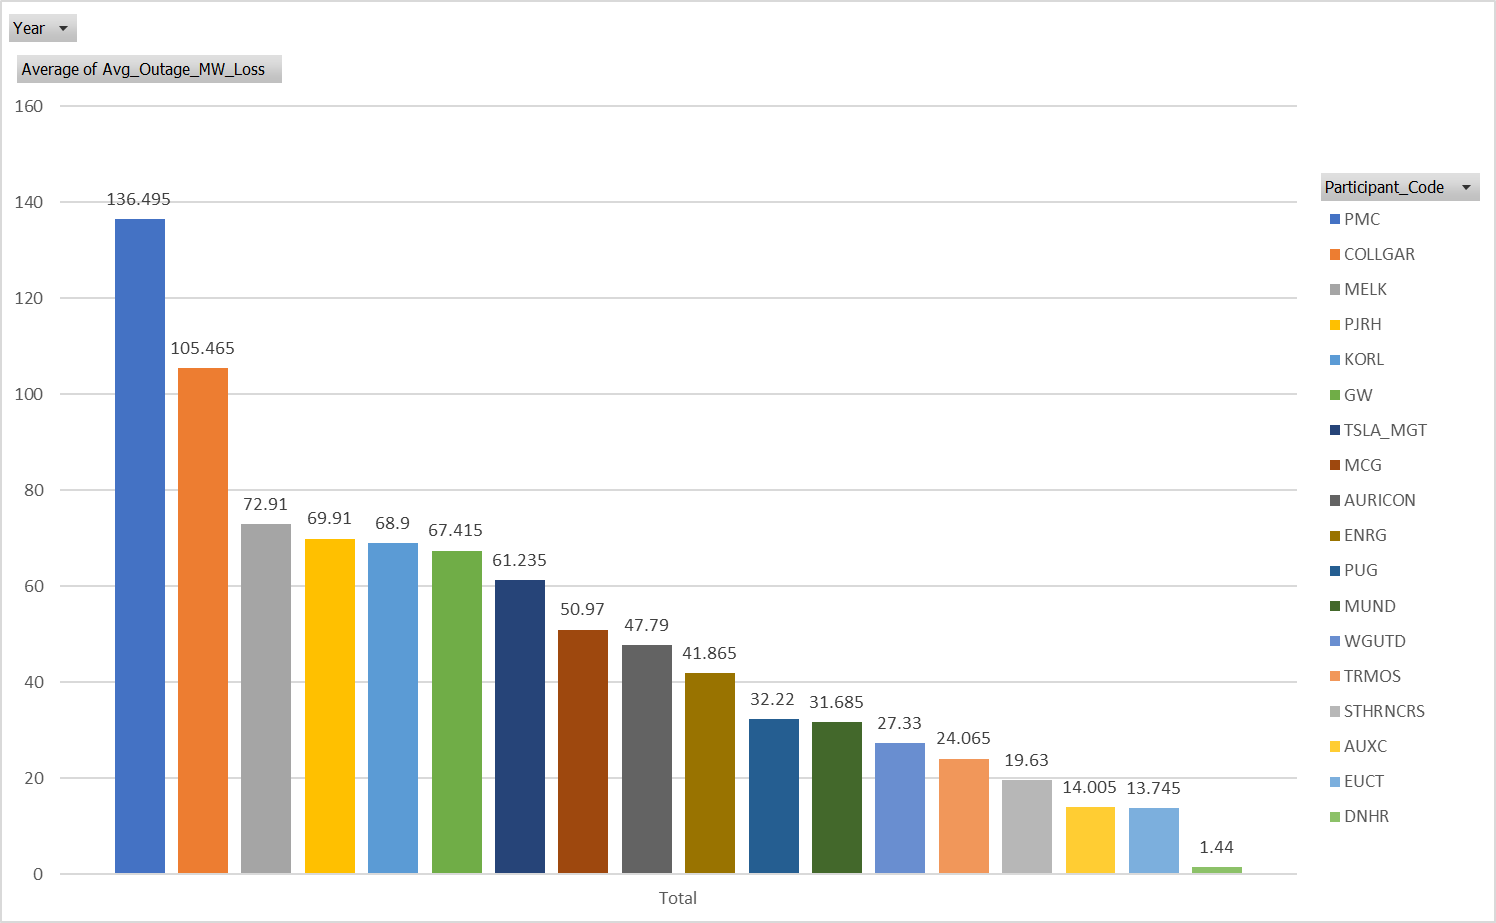 Year
Average of Avg_Outage_MW_Loss
160
140
120
100
80
60
40
20
0
136.495
105.465
72.91
69.91
68.9
67.415
61.235
50.97
47.79
41.865
32.22
31.685
27.33
24.065
19.63
14.005
13.745
1.44
Total
Participant_Code
PMC
COLLGAR
MELK
PJRH
KORL
GW
TSLA_MGT
MCG
AURICON
ENRG
PUG
MUND
WGUTD
TRMOS
STHRNCRS
AUXC
EUCT
DNHR